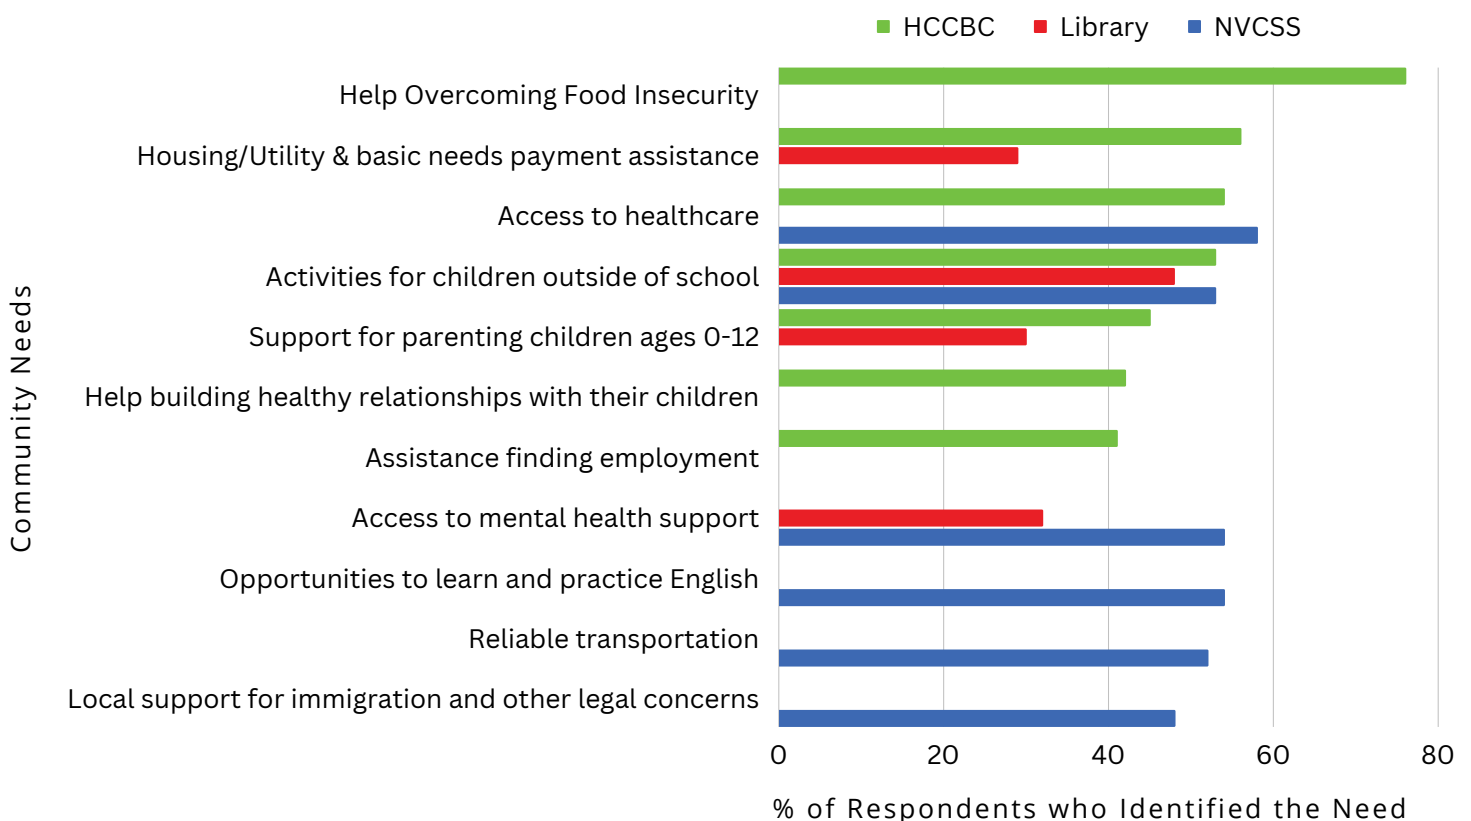 HCCBC Library NVCSS
Help Overcoming Food Insecurity
Housing/Utility & basic needs payment assistance
Access to healthcare
Activities for children outside of school
Support for parenting children ages 0-12
Help building healthy relationships with their children
Assistance finding employment
Access to mental health support
Opportunities to learn and practice English
Reliable transportation
Local support for immigration and other legal concerns
Community Needs
0 20 40 60 80
% of Respondents who Identified the Need